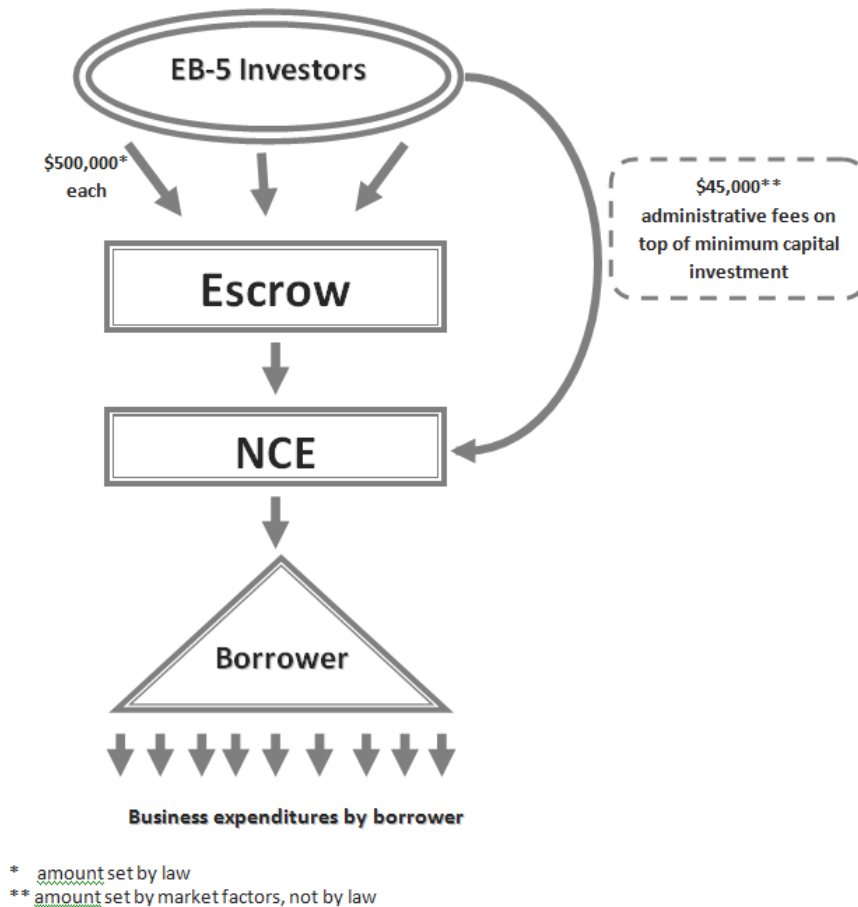 EB-5 Investors
$500,000*
each
$45,000**
administrative fees on
top of minimum capital
investment
Escrow
NCE
Borrower
Business expenditures by borrower
* amount set by law
** amount set by market factors, not by law